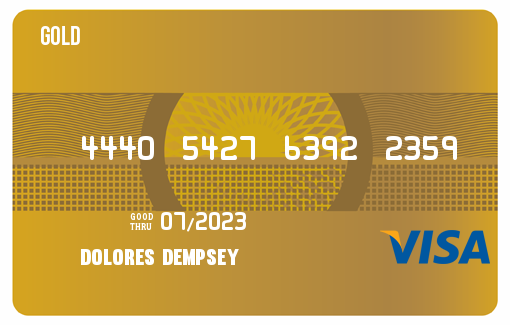 GOLD
4440 5427 6392 2359
GOOD THRU 07/2023
DOLORES DEMPSEY
VISA